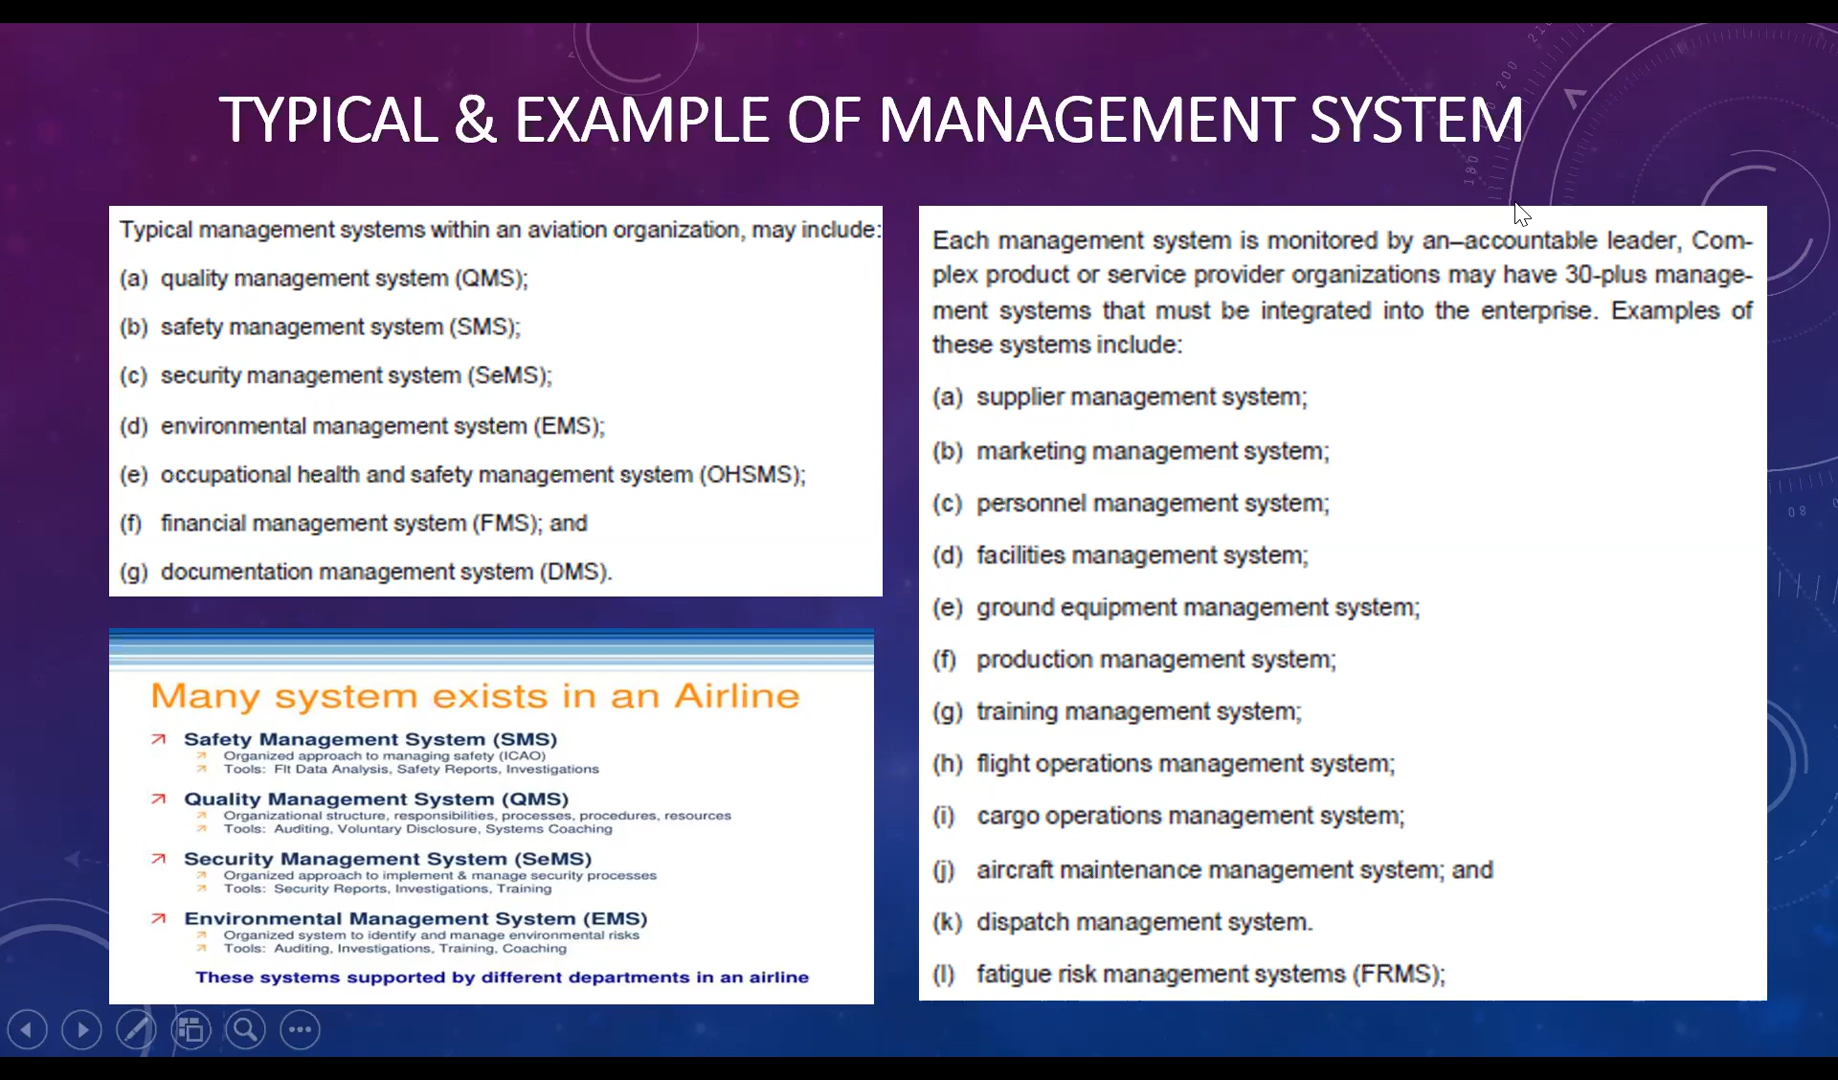 TYPICAL & EXAMPLE OF MANAGEMENT SYSTEM
Typical management systems within an aviation organization, may include:
(a) quality management system (QMS);
(b) safety management system (SMS);
(c) security management system (SeMS);
(d) environmental management system (EMS);
(e) occupational health and safety management system (OHSMS);
(f) financial management system (FMS); and
(g) documentation management system (DMS).
Many system exists in an Airline
Safety Management System (SMS)
Organized approach to managing safety (ICAO)
Tools: Flt Data Analysis, Safety Reports, Investigations
Quality Management System (QMS)
Organizational structure, responsibilities, processes, procedures, resources
Tools: Auditing, Voluntary Disclosure, Systems Coaching
Security Management System (SeMS)
Organized approach to implement & manage security processes
Tools: Security Reports, Investigations, Training
Environmental Management System (EMS)
Organized system to identify and manage environmental risks
Tools: Auditing, Investigations, Training, Coaching
These systems supported by different departments in an airline
Each management system is monitored by an–accountable leader, Com-
plex product or service provider organizations may have 30-plus manage-
ment systems that must be integrated into the enterprise. Examples of
these systems include:
(a) supplier management system;
(b) marketing management system;
(c) personnel management system;
(d) facilities management system;
(e) ground equipment management system;
(f) production management system;
(g) training management system;
(h) flight operations management system;
(i) cargo operations management system;
(j) aircraft maintenance management system; and
(k) dispatch management system.
(l) fatigue risk management systems (FRMS);
180
200
80